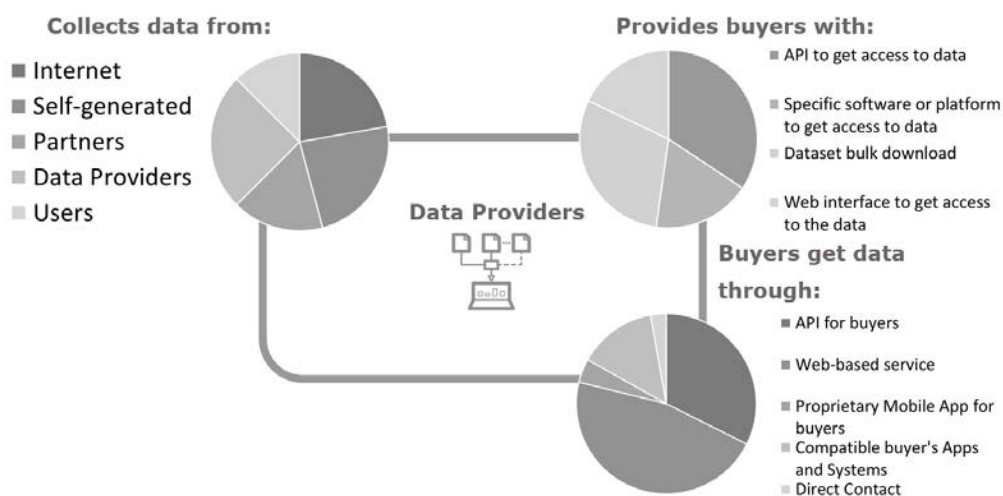 Collects data from:
Internet
Self-generated
Partners
Data Providers
Users
Provides buyers with:
API to get access to data
Specific software or platform
to get access to data
Dataset bulk download
Web interface to get access
to the data
Data Providers
Buyers get data
through:
API for buyers
Web-based service
Proprietary Mobile App for
buyers
Compatible buyer's Apps
and Systems
Direct Contact